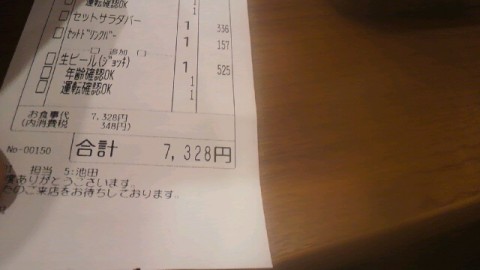 運転確認OK 1
1
セットサラダバー 1 336
セットドリンクバー 1 157
追加
生ビール(ジョッキ) 1 525
年齢確認OK 1
運転確認OK 1
お食事代 7,328円
(内消費税 348円)
合計 7,328円
No-00150
担当 5:池田
ありがとうございます。
のご来店をお待ちしております。